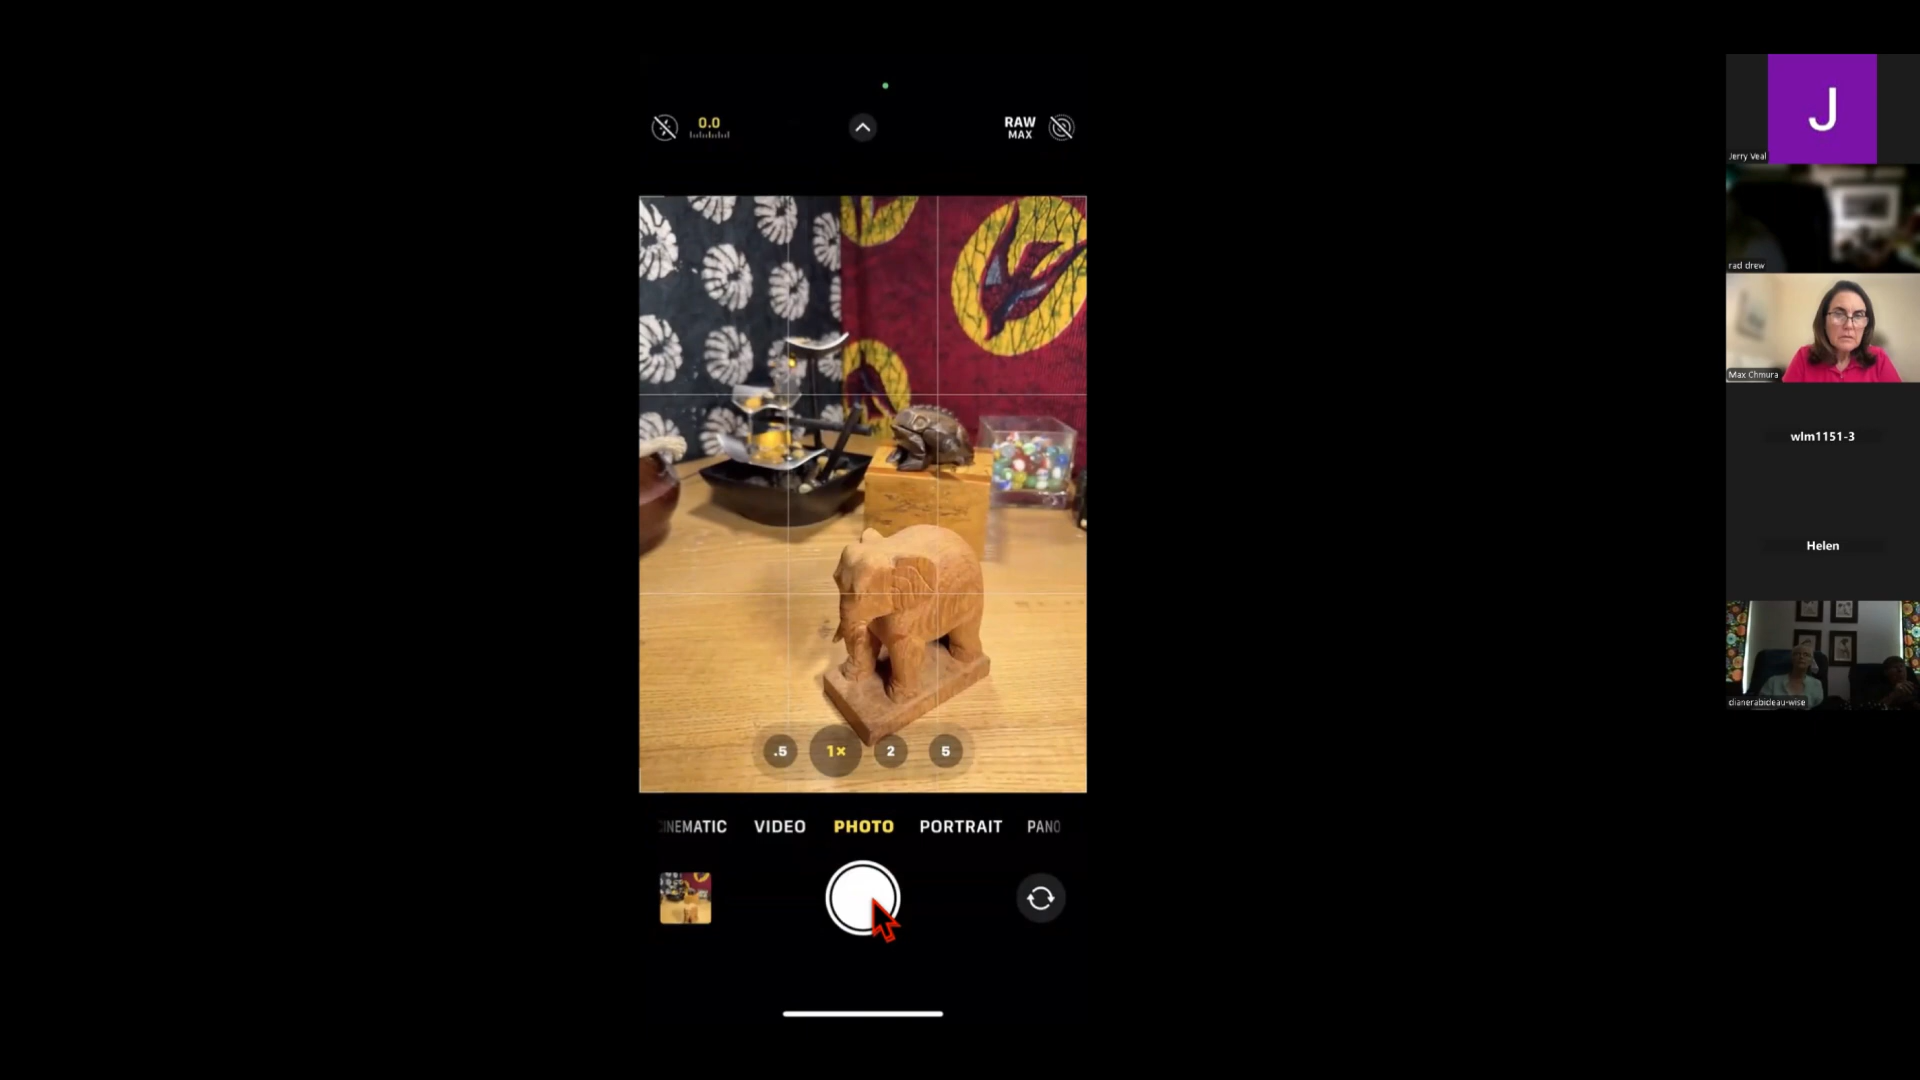 0.0
RAW
MAX
.5 1× 2 5
INEMATIC VIDEO PHOTO PORTRAIT PANO
J
Jerry Veal
rad drew
Max Chmura
wlm1151-3
Helen
dianerabideau-wise